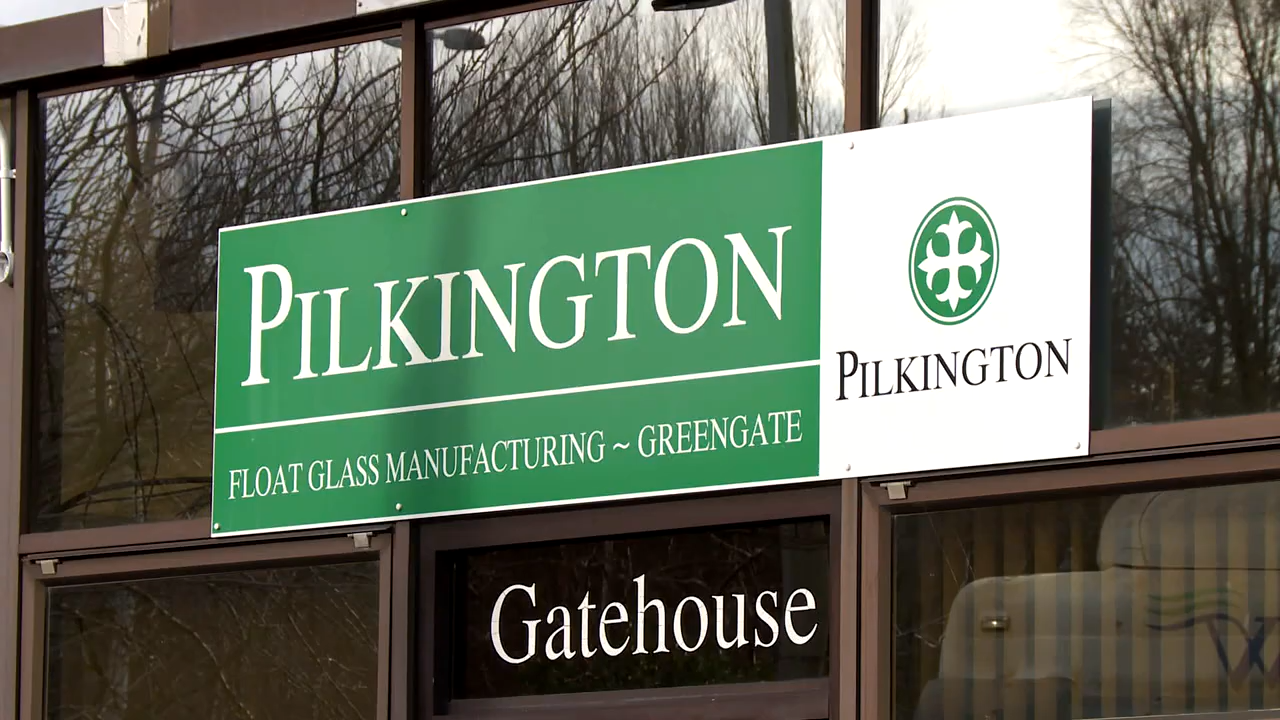 PILKINGTON
FLOAT GLASS MANUFACTURING ~ GREENGATE
PILKINGTON
Gatehouse